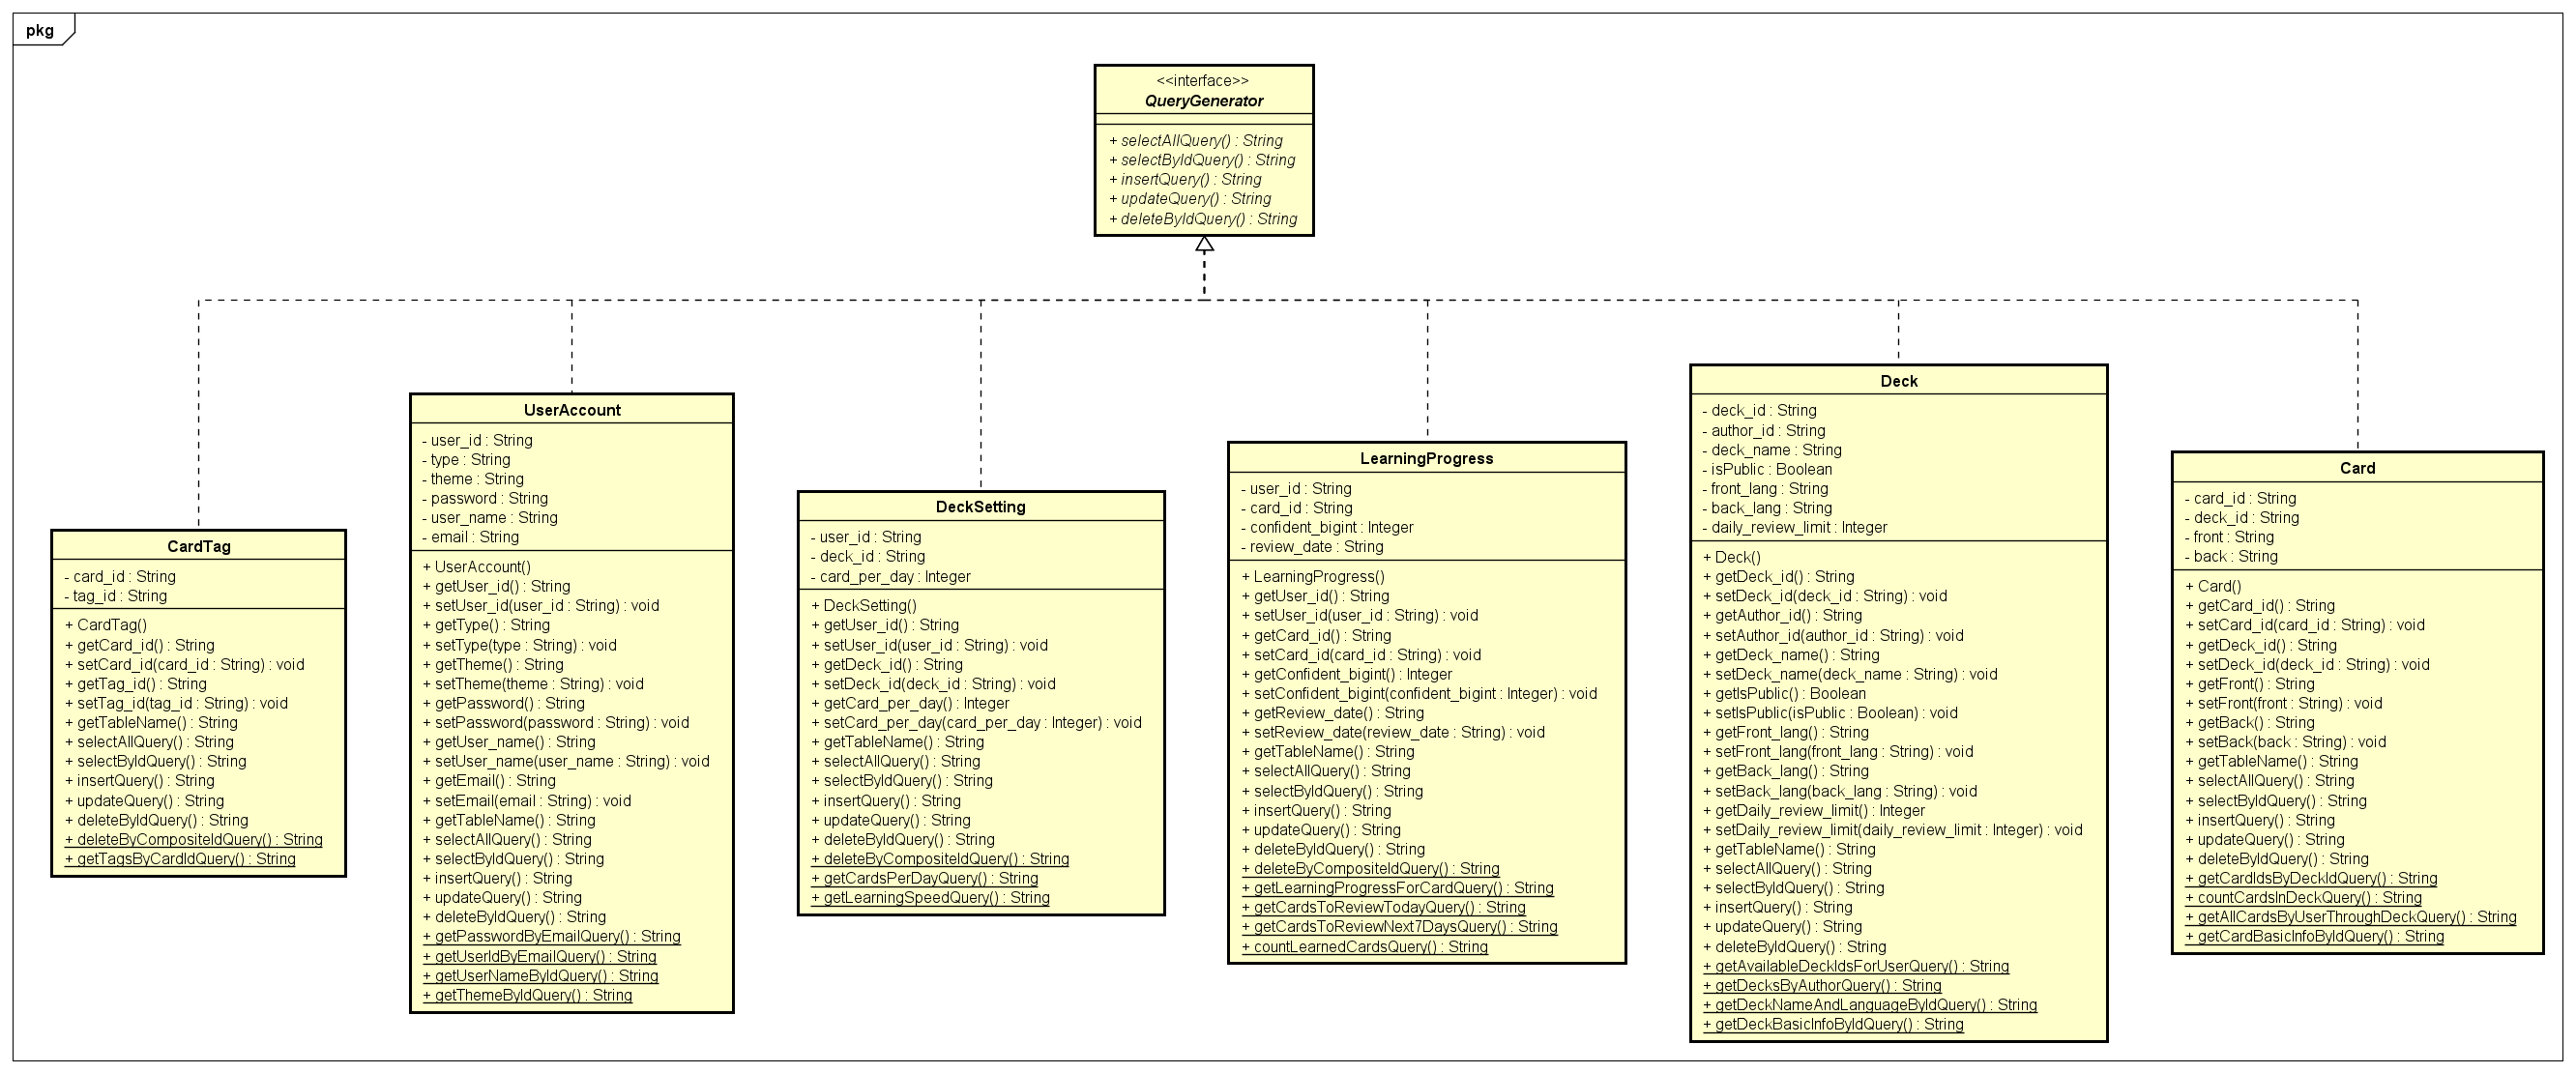 pkg
<<interface>>
QueryGenerator
+ selectAllQuery() : String
+ selectByIdQuery() : String
+ insertQuery() : String
+ updateQuery() : String
+ deleteByIdQuery() : String
CardTag
- card_id : String
- tag_id : String
+ CardTag()
+ getCard_id() : String
+ setCard_id(card_id : String) : void
+ getTag_id() : String
+ setTag_id(tag_id : String) : void
+ getTableName() : String
+ selectAllQuery() : String
+ selectByIdQuery() : String
+ insertQuery() : String
+ updateQuery() : String
+ deleteByIdQuery() : String
+ deleteByCompositeIdQuery() : String
+ getTagsByCardIdQuery() : String
UserAccount
- user_id : String
- type : String
- theme : String
- password : String
- user_name : String
- email : String
+ UserAccount()
+ getUser_id() : String
+ setUser_id(user_id : String) : void
+ getType() : String
+ setType(type : String) : void
+ getTheme() : String
+ setTheme(theme : String) : void
+ getPassword() : String
+ setPassword(password : String) : void
+ getUser_name() : String
+ setUser_name(user_name : String) : void
+ getEmail() : String
+ setEmail(email : String) : void
+ getTableName() : String
+ selectAllQuery() : String
+ selectByIdQuery() : String
+ insertQuery() : String
+ updateQuery() : String
+ deleteByIdQuery() : String
+ getPasswordByEmailQuery() : String
+ getUserIdByEmailQuery() : String
+ getUserNameByIdQuery() : String
+ getThemeByIdQuery() : String
DeckSetting
- user_id : String
- deck_id : String
- card_per_day : Integer
+ DeckSetting()
+ getUser_id() : String
+ setUser_id(user_id : String) : void
+ getDeck_id() : String
+ setDeck_id(deck_id : String) : void
+ getCard_per_day() : Integer
+ setCard_per_day(card_per_day : Integer) : void
+ getTableName() : String
+ selectAllQuery() : String
+ selectByIdQuery() : String
+ insertQuery() : String
+ updateQuery() : String
+ deleteByIdQuery() : String
+ deleteByCompositeIdQuery() : String
+ getCardsPerDayQuery() : String
+ getLearningSpeedQuery() : String
LearningProgress
- user_id : String
- card_id : String
- confident_bigint : Integer
- review_date : String
+ LearningProgress()
+ getUser_id() : String
+ setUser_id(user_id : String) : void
+ getCard_id() : String
+ setCard_id(card_id : String) : void
+ getConfident_bigint() : Integer
+ setConfident_bigint(confident_bigint : Integer) : void
+ getReview_date() : String
+ setReview_date(review_date : String) : void
+ getTableName() : String
+ selectAllQuery() : String
+ selectByIdQuery() : String
+ insertQuery() : String
+ updateQuery() : String
+ deleteByIdQuery() : String
+ deleteByCompositeIdQuery() : String
+ getLearningProgressForCardQuery() : String
+ getCardsToReviewTodayQuery() : String
+ getCardsToReviewNext7DaysQuery() : String
+ countLearnedCardsQuery() : String
Deck
- deck_id : String
- author_id : String
- deck_name : String
- isPublic : Boolean
- front_lang : String
- back_lang : String
- daily_review_limit : Integer
+ Deck()
+ getDeck_id() : String
+ setDeck_id(deck_id : String) : void
+ getAuthor_id() : String
+ setAuthor_id(author_id : String) : void
+ getDeck_name() : String
+ setDeck_name(deck_name : String) : void
+ getIsPublic() : Boolean
+ setIsPublic(isPublic : Boolean) : void
+ getFront_lang() : String
+ setFront_lang(front_lang : String) : void
+ getBack_lang() : String
+ setBack_lang(back_lang : String) : void
+ getDaily_review_limit() : Integer
+ setDaily_review_limit(daily_review_limit : Integer) : void
+ getTableName() : String
+ selectAllQuery() : String
+ selectByIdQuery() : String
+ insertQuery() : String
+ updateQuery() : String
+ deleteByIdQuery() : String
+ getAvailableDeckIdsForUserQuery() : String
+ getDecksByAuthorQuery() : String
+ getDeckNameAndLanguageByIdQuery() : String
+ getDeckBasicInfoByIdQuery() : String
Card
- card_id : String
- deck_id : String
- front : String
- back : String
+ Card()
+ getCard_id() : String
+ setCard_id(card_id : String) : void
+ getDeck_id() : String
+ setDeck_id(deck_id : String) : void
+ getFront() : String
+ setFront(front : String) : void
+ getBack() : String
+ setBack(back : String) : void
+ getTableName() : String
+ selectAllQuery() : String
+ selectByIdQuery() : String
+ insertQuery() : String
+ updateQuery() : String
+ deleteByIdQuery() : String
+ getCardIdsByDeckIdQuery() : String
+ countCardsInDeckQuery() : String
+ getAllCardsByUserThroughDeckQuery() : String
+ getCardBasicInfoByIdQuery() : String